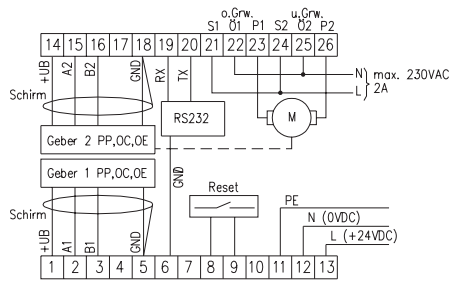 o.Grw. u.Grw.
S1 Ö1 P1 S2 Ö2 P2
14 15 16 17 18 19 20 21 22 23 24 25 26
+UB A2 B2 GND RX TX
N
L
max. 230VAC
2A
Schirm
RS232
M
Geber 2 PP,OC,OE
Geber 1 PP,OC,OE
GND
Reset
Schirm
PE
N (0VDC)
L (+24VDC)
+UB A1 B1 GND
1 2 3 4 5 6 7 8 9 10 11 12 13